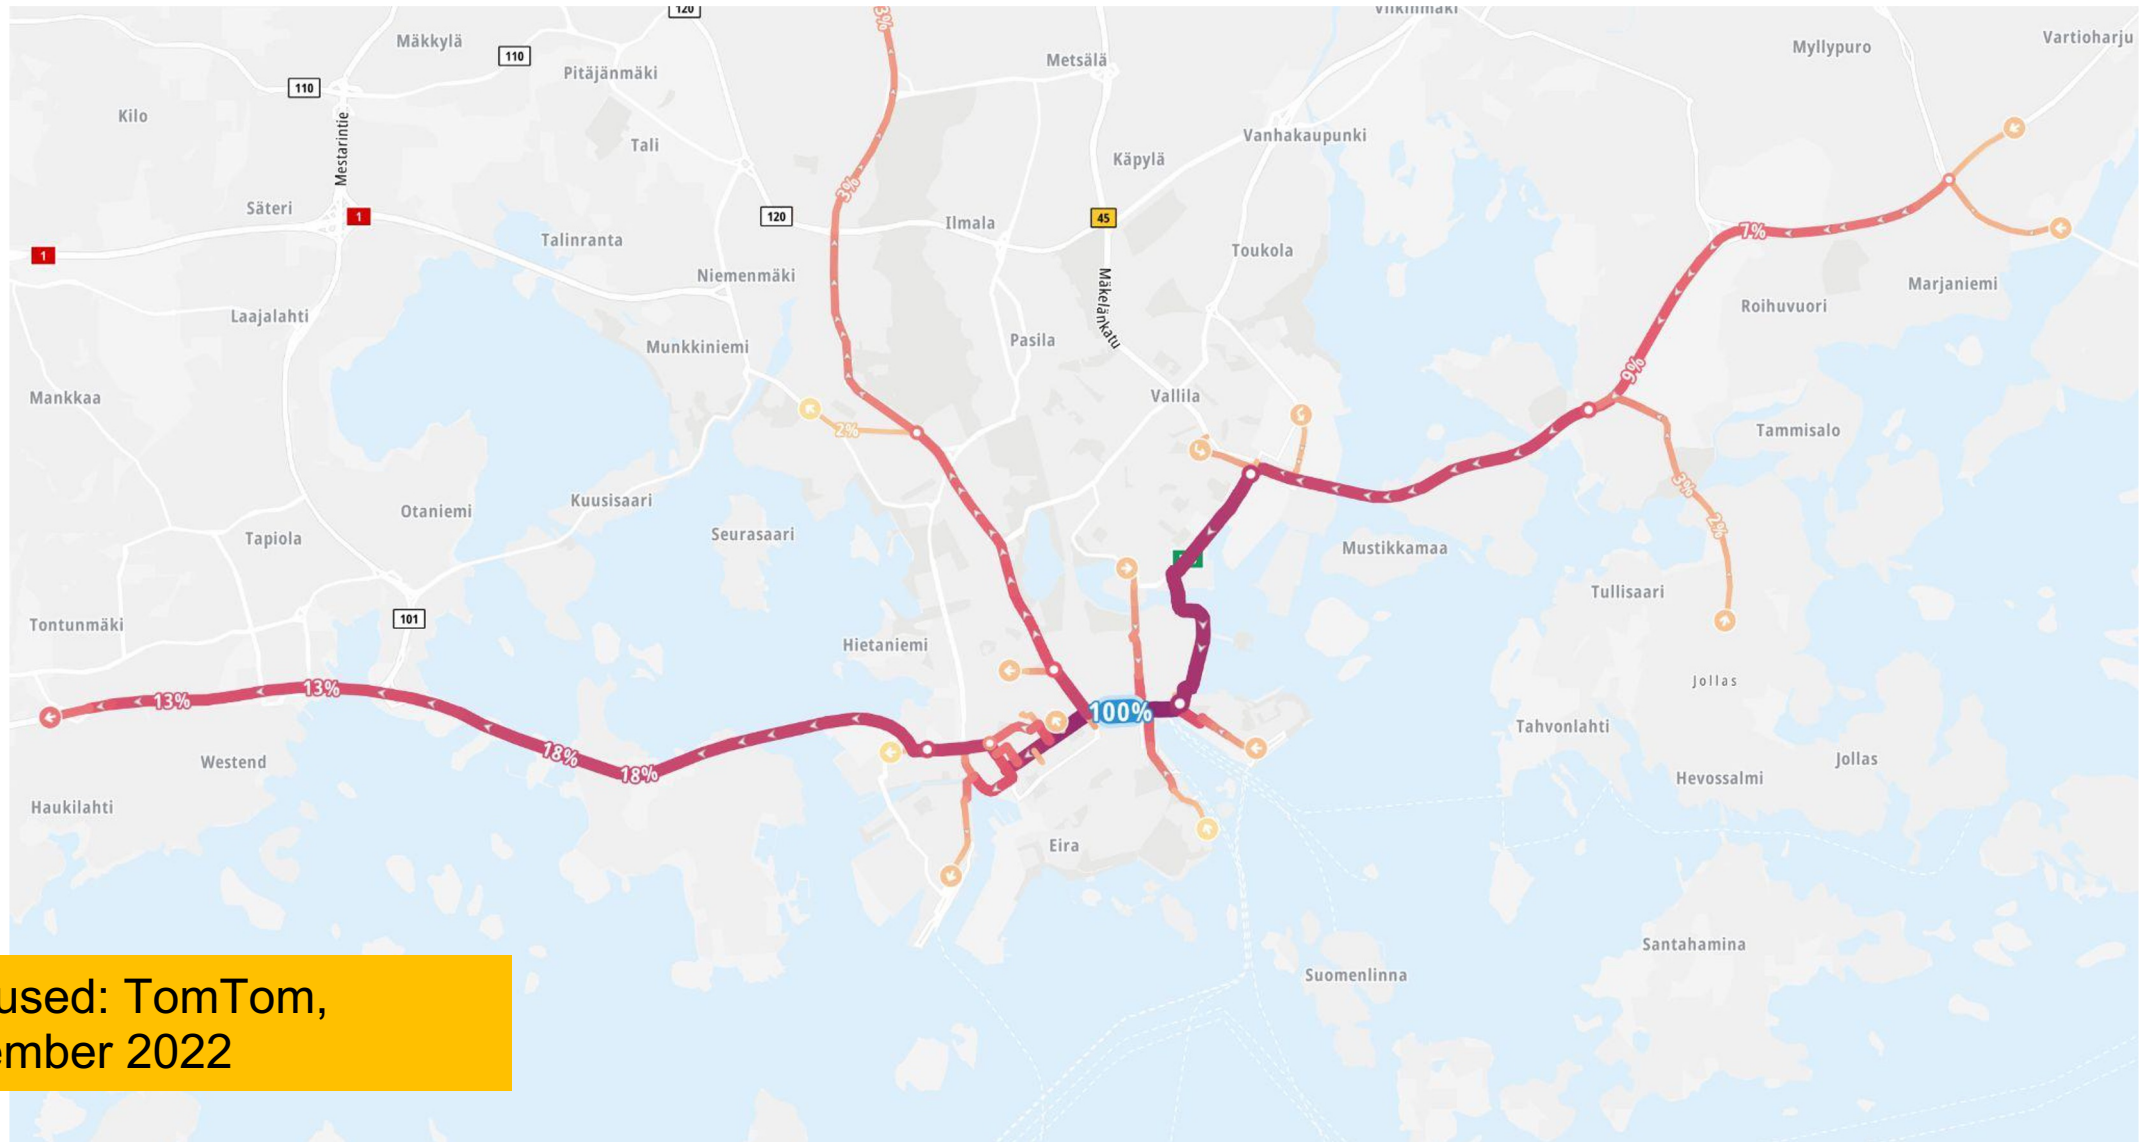 120
3%
Vartioharju
Mäkkylä
Myllypuro
110
Metsälä
Pitäjänmäki
110
Kilo
Mestarintie
Vanhakaupunki
Tali
Käpylä
3%
Säteri
1
120
45
Ilmala
7%
Talinranta
Toukola
1
Niemenmäki
Marjaniemi
Mäkelänkatu
Roihuvuori
Laajalahti
Pasila
Munkkiniemi
9%
Mankkaa
Vallila
2%
Tammisalo
3%
Kuusisaari
Otaniemi
2%
Seurasaari
Tapiola
Mustikkamaa
Tullisaari
101
Tontunmäki
Hietaniemi
Jollas
13%
13%
100%
Tahvonlahti
18%
Westend
18%
Jollas
Hevossalmi
Haukilahti
Eira
Santahamina
Suomenlinna
used: TomTom,
ember 2022